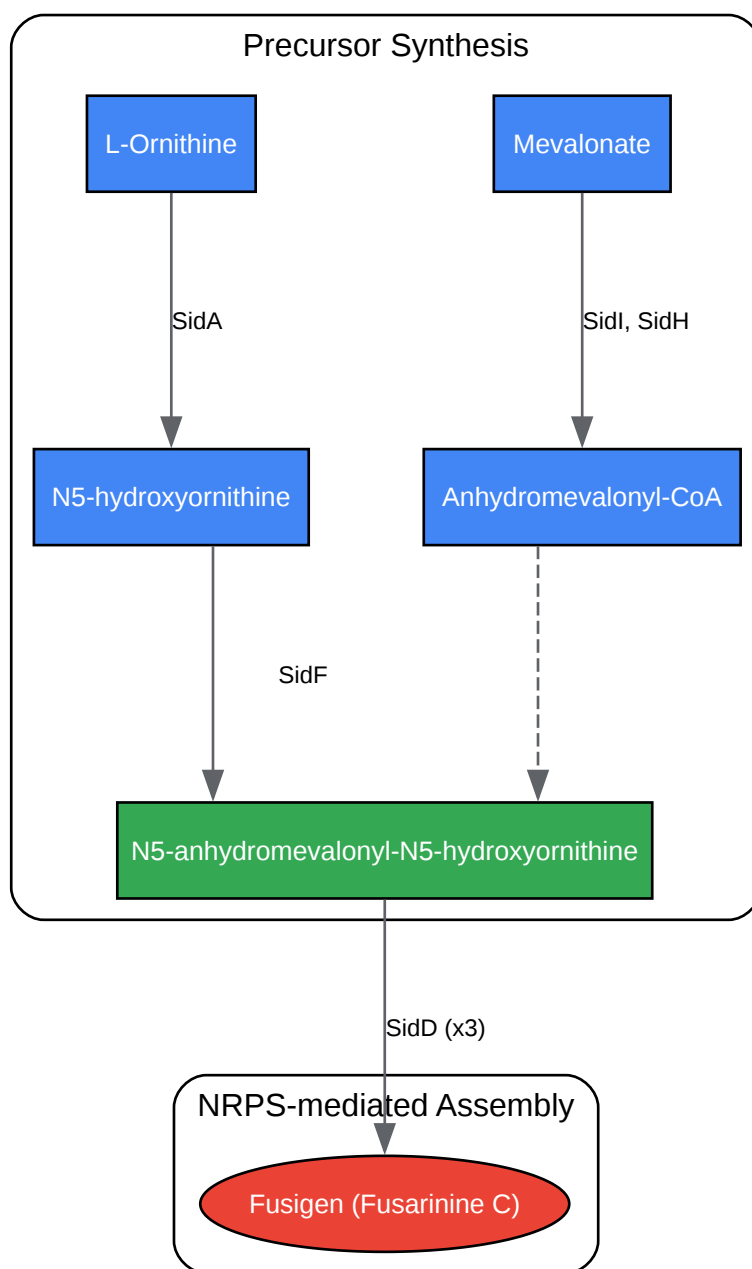 Precursor Synthesis
L-Ornithine
Mevalonate
SidA
SidI, SidH
N5-hydroxyornithine
Anhydromevalonyl-CoA
SidF
N5-anhydromevalonyl-N5-hydroxyornithine
SidD (x3)
NRPS-mediated Assembly
Fusigen (Fusarinine C)